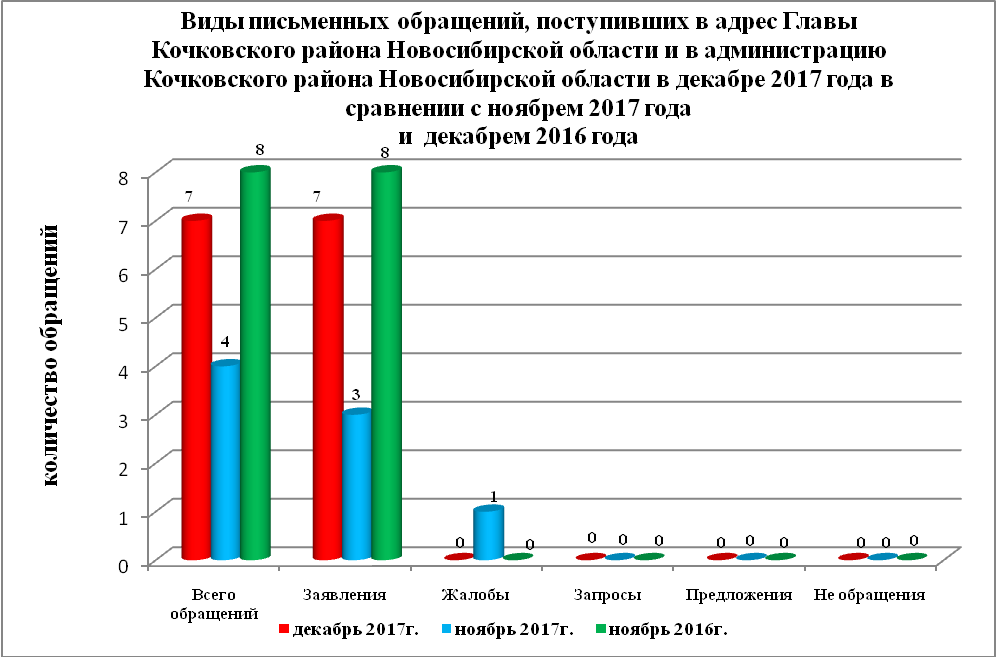 Виды письменных обращений, поступивших в адрес Главы
Кочковского района Новосибирской области и в администрацию
Кочковского района Новосибирской области в декабре 2017 года в
сравнении с ноябрем 2017 года
и декабрем 2016 года
количество обращений
8
7
6
5
4
3
2
1
0
7 4 8
7 3 8
0 1 0
0 0 0
0 0 0
0 0 0
Всего
обращений
Заявления
Жалобы
Запросы
Предложения
Не обращения
декабрь 2017г. ноябрь 2017г. ноябрь 2016г.